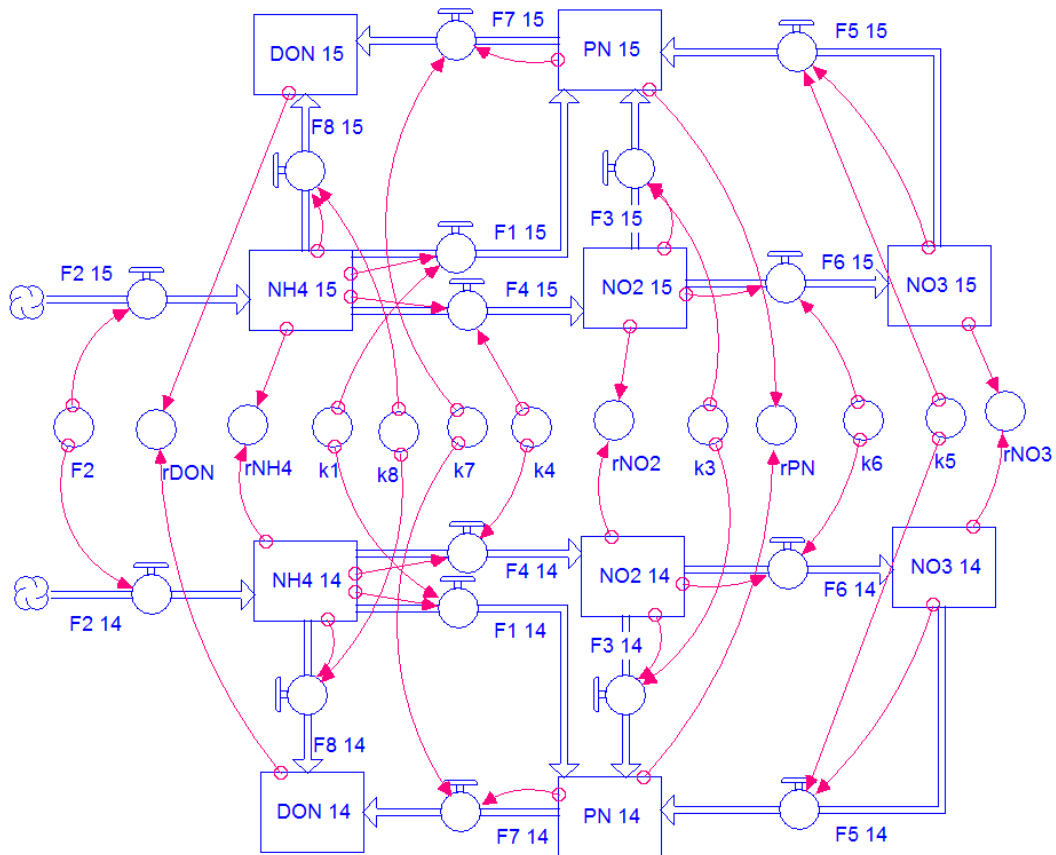 F7 15
F5 15
DON 15
PN 15
F8 15
F3 15
F1 15
F2 15
NH4 15
F4 15
NO2 15
F6 15
NO3 15
F2
rDON
rNH4
k1
k8
k7
k4
rNO2
k3
rPN
k6
k5
rNO3
NH4 14
F4 14
NO2 14
F6 14
NO3 14
F2 14
F1 14
F3 14
F8 14
DON 14
F7 14
PN 14
F5 14